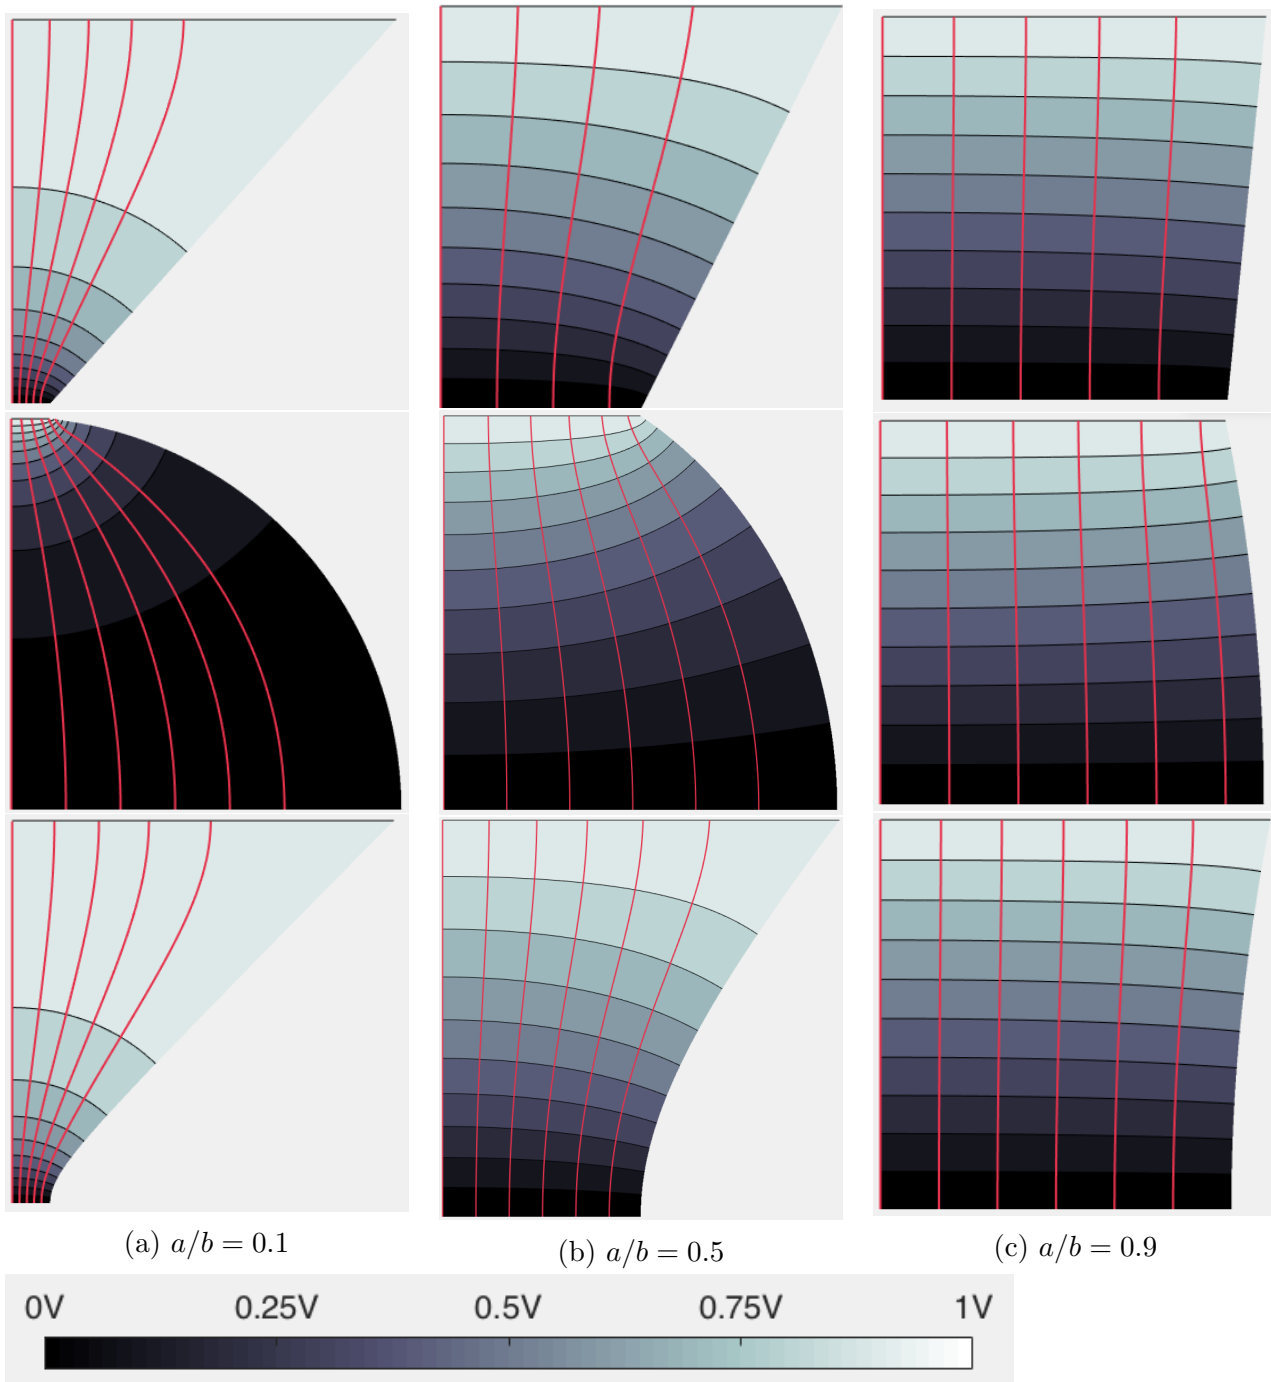 (a) a/b = 0.1
(b) a/b = 0.5
(c) a/b = 0.9
0V 0.25V 0.5V 0.75V 1V